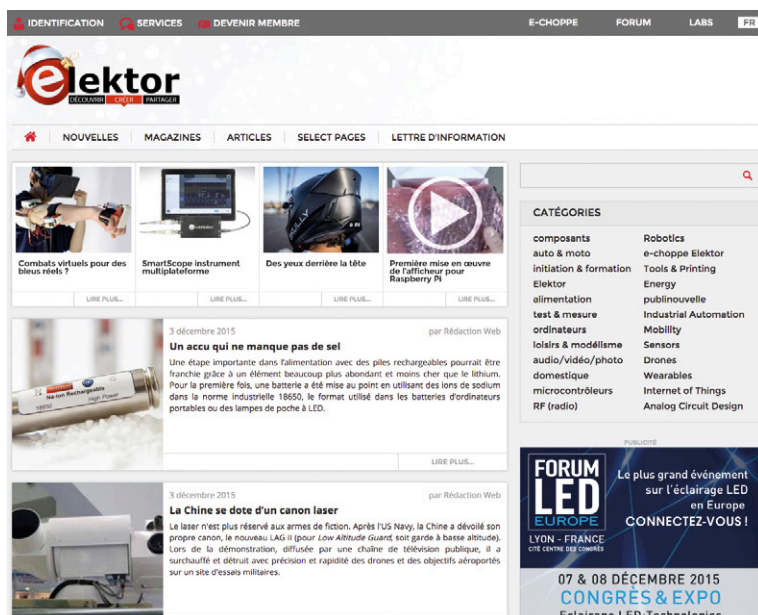 IDENTIFICATION SERVICES DEVENIR MEMBRE E-CHOPPE FORUM LABS FR
elektor
DÉCOUVRIR CRÉER PARTAGER
NOUVELLES MAGAZINES ARTICLES SELECT PAGES LETTRE D'INFORMATION
Combats virtuels pour des
bleus réels ?
LIRE PLUS...
SmartScope instrument
multiplateforme
LIRE PLUS...
Des yeux derrière la tête
LIRE PLUS...
Première mise en œuvre
de l'afficheur pour
Raspberry Pi
LIRE PLUS...
3 décembre 2015 par Rédaction Web
Un accu qui ne manque pas de sel
Une étape importante dans l'alimentation avec des piles rechargeables pourrait être
franchie grâce à un élément beaucoup plus abondant et moins cher que le lithium.
Pour la première fois, une batterie a été mise au point en utilisant des ions de sodium
dans la norme industrielle 18650, le format utilisé dans les batteries d'ordinateurs
portables ou des lampes de poche à LED.
LIRE PLUS...
Na-ion Rechargeable
18650 High Power
3 décembre 2015 par Rédaction Web
La Chine se dote d'un canon laser
Le laser n'est plus réservé aux armes de fiction. Après l'US Navy, la Chine a dévoilé son
propre canon, le nouveau LAG II (pour Low Altitude Guard, soit garde à basse altitude).
Lors de la démonstration, diffusée par une chaîne de télévision publique, il a
surchauffé et détruit avec précision et rapidité des drones et des objectifs aéroportés
sur un site d'essais militaires.
CATÉGORIES
composants
auto & moto
initiation & formation
Elektor
alimentation
test & mesure
ordinateurs
loisirs & modélisme
audio/vidéo/photo
domestique
microcontrôleurs
RF (radio)
Robotics
e-choppe Elektor
Tools & Printing
Energy
publinouvelle
Industrial Automation
Mobility
Sensors
Drones
Wearables
Internet of Things
Analog Circuit Design
PUBLICITÉ
FORUM
LED
EUROPE
LYON - FRANCE
CITÉ CENTRE DES CONGRÈS
Le plus grand événement
sur l'éclairage LED
en Europe
CONNECTEZ-VOUS !
07 & 08 DÉCEMBRE 2015
CONGRÈS & EXPO
Eclairage LED-Technologies